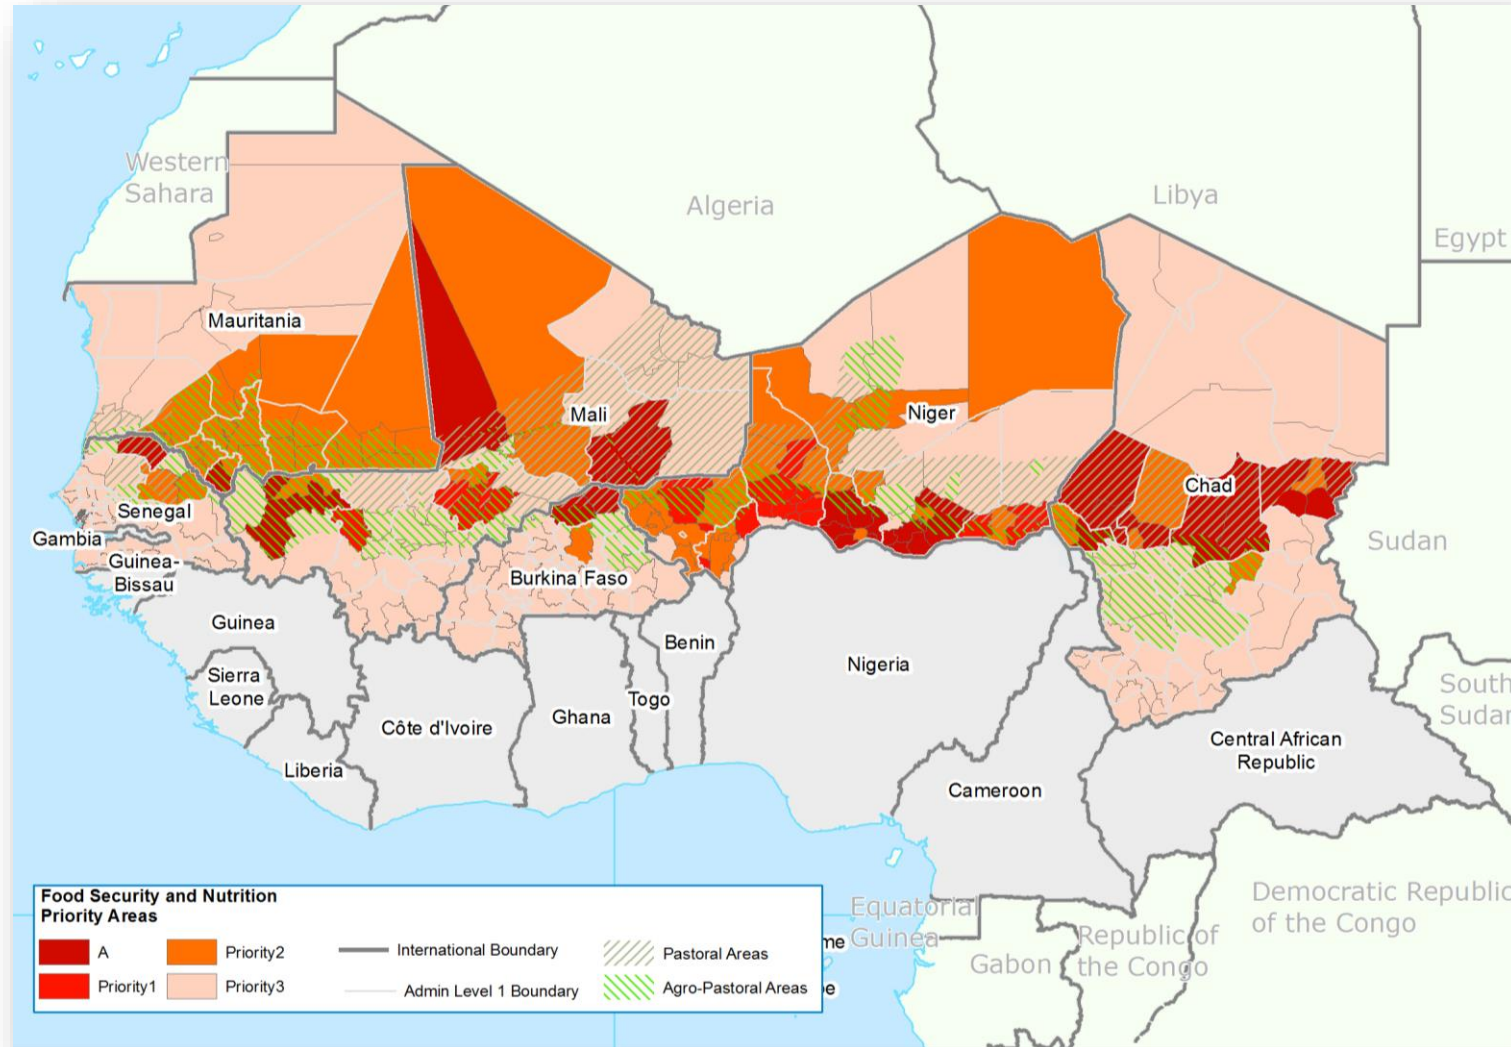 Western
Sahara
Algeria
Libya
Egypt
Mauritania
Mali
Niger
Chad
Senegal
Gambia
Guinea-
Bissau
Burkina Faso
Sudan
Guinea
Benin
Nigeria
Sierra
Leone
Togo
Ghana
Côte d'Ivoire
Liberia
South
Sudan
Central African
Republic
Cameroon
Equatorial
Guinea
Democratic Republic
of the Congo
Republic of
the Congo
Gabon
Food Security and Nutrition
Priority Areas
A
Priority2
International Boundary
Pastoral Areas
Priority1
Priority3
Admin Level 1 Boundary
Agro-Pastoral Areas